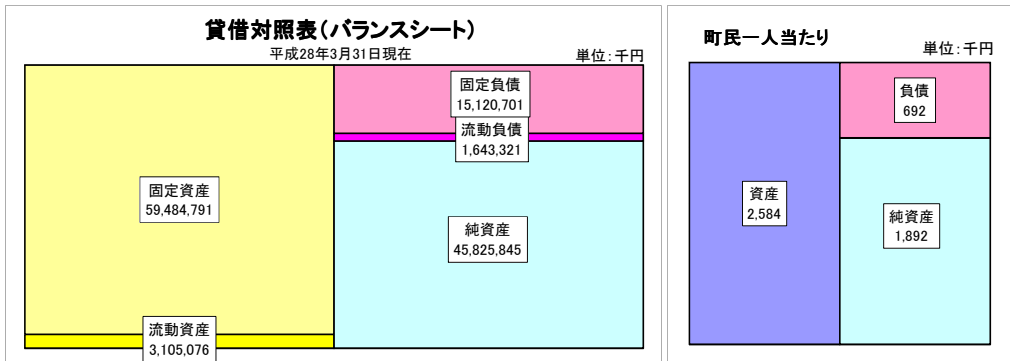 貸借対照表(バランスシート)
平成28年3月31日現在
単位:千円
固定資産
59,484,791
流動資産
3,105,076
固定負債
15,120,701
流動負債
1,643,321
純資産
45,825,845
町民一人当たり
単位:千円
資産
2,584
負債
692
純資産
1,892